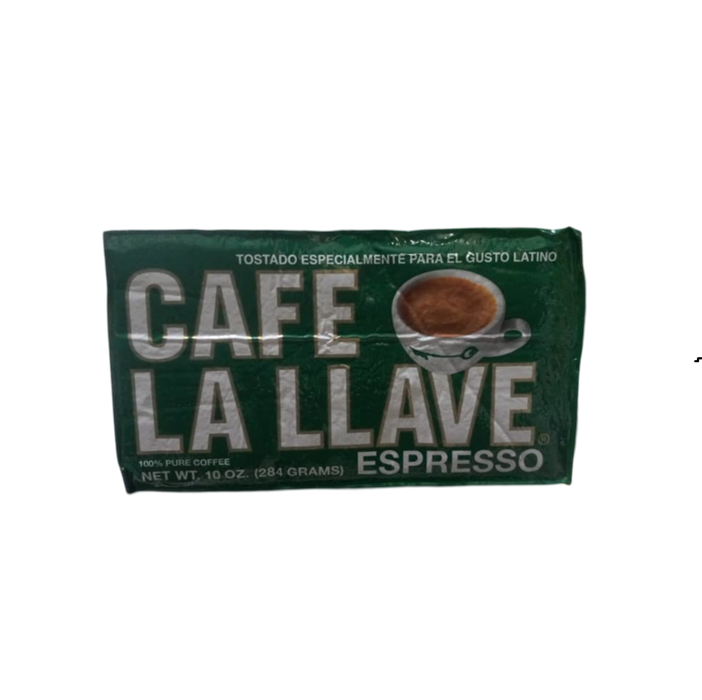 TOSTADO ESPECIALMENTE PARA EL GUSTO LATINO
CAFE
LA LLAVE®
100% PURE COFFEE
NET WT. 10 OZ. (284 GRAMS)
ESPRESSO